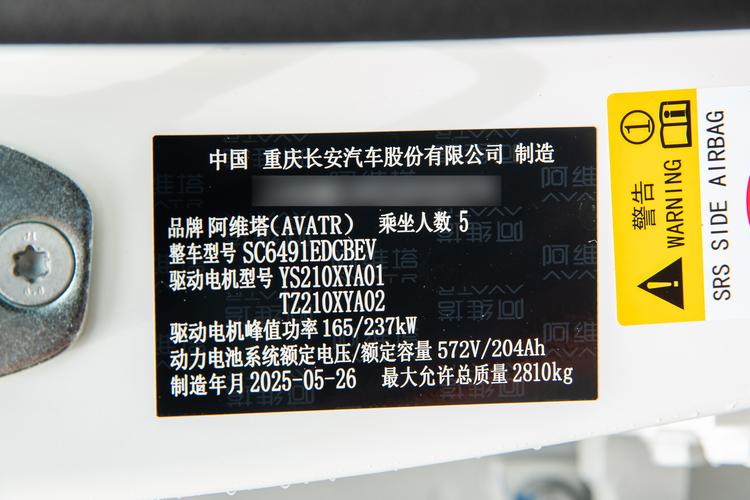 中国 重庆长安汽车股份有限公司 制造
品牌 阿维塔(AVATR) 乘坐人数 5
整车型号 SC6491EDCBEV
驱动电机型号 YS210XYA01
TZ210XYA02
驱动电机峰值功率 165/237kW
动力电池系统额定电压/额定容量 572V/204Ah
制造年月 2025-05-26 最大允许总质量 2810kg
①
警告
WARNING
SRS SIDE AIRBAG